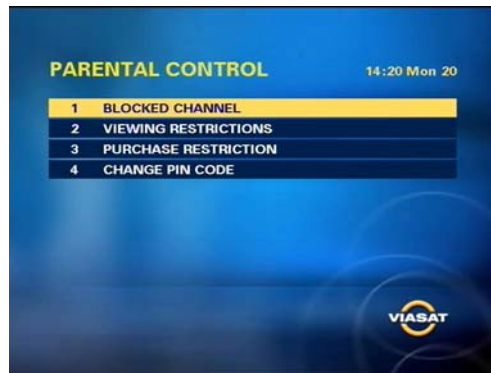 PARENTAL CONTROL 14:20 Mon 20
1 BLOCKED CHANNEL
2 VIEWING RESTRICTIONS
3 PURCHASE RESTRICTION
4 CHANGE PIN CODE
VIASAT